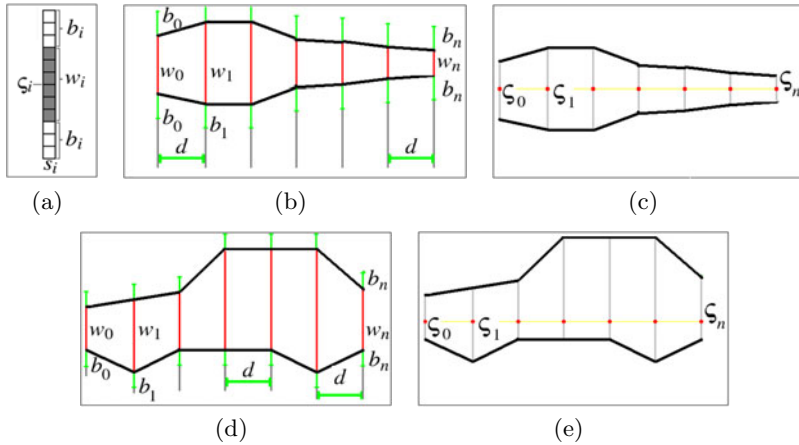 b_i
ς_i w_i
b_i
s_i
(a)
b_0 b_n
w_0 w_1 w_n
b_0 b_1 b_n
d d
(b)
ς_0 ς_1 ς_n
(c)
b_n
w_0 w_1 w_n
b_0 b_1 b_n
d d
(d)
ς_0 ς_1 ς_n
(e)